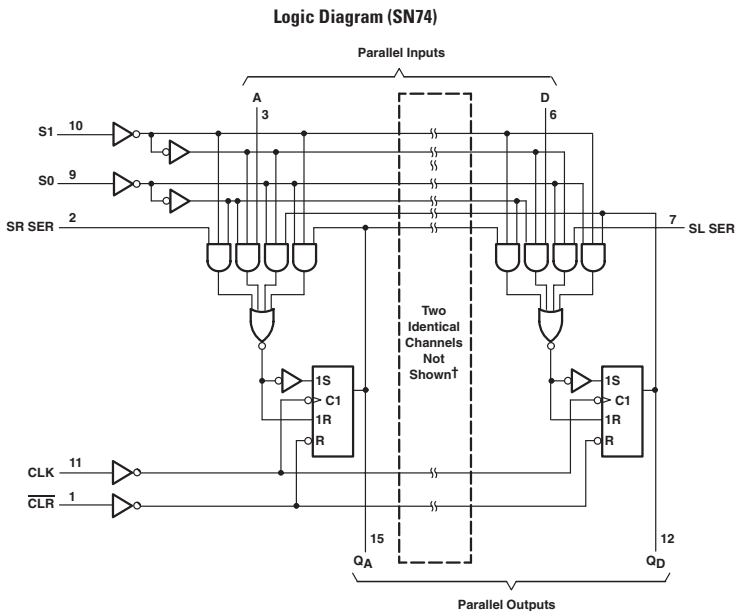 Logic Diagram (SN74)
Parallel Inputs
A
3
D
6
S1 10
S0 9
SR SER 2
7 SL SER
Two
Identical
Channels
Not
Shown†
1S
C1
1R
R
1S
C1
1R
R
CLK 11
CLR 1
15
QA
12
QD
Parallel Outputs